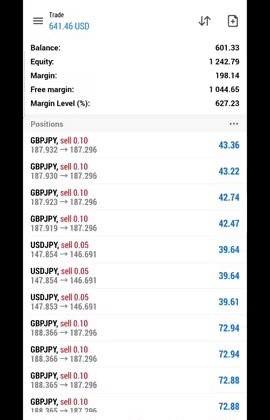 Trade
641.46 USD
Balance: 601.33
Equity: 1 242.79
Margin: 198.14
Free margin: 1 044.65
Margin Level (%): 627.23
Positions
GBPJPY, sell 0.10
187.932 → 187.296 43.36
GBPJPY, sell 0.10
187.930 → 187.296 43.22
GBPJPY, sell 0.10
187.923 → 187.296 42.74
GBPJPY, sell 0.10
187.919 → 187.296 42.47
USDJPY, sell 0.05
147.854 → 146.691 39.64
USDJPY, sell 0.05
147.854 → 146.691 39.64
USDJPY, sell 0.05
147.853 → 146.691 39.61
GBPJPY, sell 0.10
188.366 → 187.296 72.94
GBPJPY, sell 0.10
188.366 → 187.296 72.94
GBPJPY, sell 0.10
188.365 → 187.296 72.88
GBPJPY, sell 0.10
188.365 → 187.296 72.88